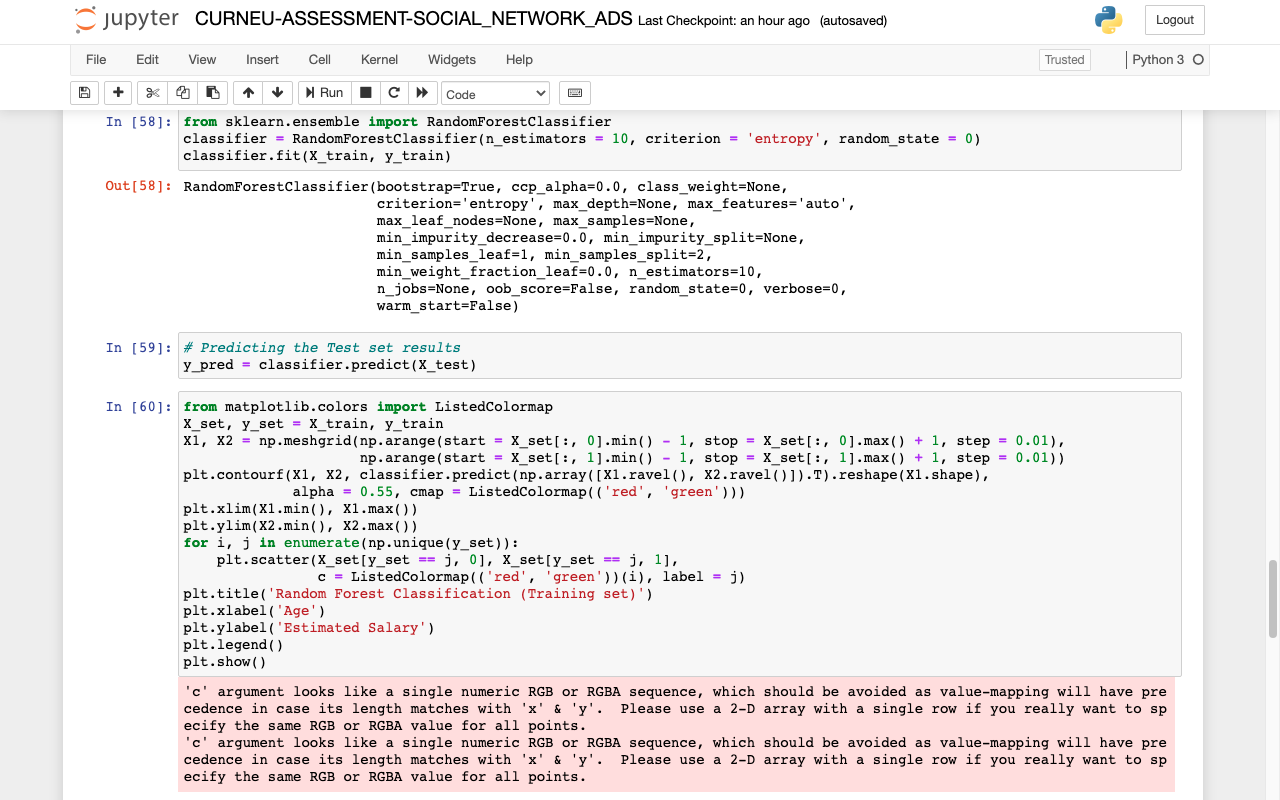 jupyter CURNEU-ASSESSMENT-SOCIAL_NETWORK_ADS Last Checkpoint: an hour ago (autosaved) Logout
File Edit View Insert Cell Kernel Widgets Help Trusted Python 3
Run Code
In [58]: from sklearn.ensemble import RandomForestClassifier
classifier = RandomForestClassifier(n_estimators = 10, criterion = 'entropy', random_state = 0)
classifier.fit(X_train, y_train)
Out[58]: RandomForestClassifier(bootstrap=True, ccp_alpha=0.0, class_weight=None,
criterion='entropy', max_depth=None, max_features='auto',
max_leaf_nodes=None, max_samples=None,
min_impurity_decrease=0.0, min_impurity_split=None,
min_samples_leaf=1, min_samples_split=2,
min_weight_fraction_leaf=0.0, n_estimators=10,
n_jobs=None, oob_score=False, random_state=0, verbose=0,
warm_start=False)
In [59]: # Predicting the Test set results
y_pred = classifier.predict(X_test)
In [60]: from matplotlib.colors import ListedColormap
X_set, y_set = X_train, y_train
X1, X2 = np.meshgrid(np.arange(start = X_set[:, 0].min() - 1, stop = X_set[:, 0].max() + 1, step = 0.01),
np.arange(start = X_set[:, 1].min() - 1, stop = X_set[:, 1].max() + 1, step = 0.01))
plt.contourf(X1, X2, classifier.predict(np.array([X1.ravel(), X2.ravel()]).T).reshape(X1.shape),
alpha = 0.55, cmap = ListedColormap(('red', 'green')))
plt.xlim(X1.min(), X1.max())
plt.ylim(X2.min(), X2.max())
for i, j in enumerate(np.unique(y_set)):
plt.scatter(X_set[y_set == j, 0], X_set[y_set == j, 1],
c = ListedColormap(('red', 'green'))(i), label = j)
plt.title('Random Forest Classification (Training set)')
plt.xlabel('Age')
plt.ylabel('Estimated Salary')
plt.legend()
plt.show()
'c' argument looks like a single numeric RGB or RGBA sequence, which should be avoided as value-mapping will have pre
cedence in case its length matches with 'x' & 'y'.  Please use a 2-D array with a single row if you really want to sp
ecify the same RGB or RGBA value for all points.
'c' argument looks like a single numeric RGB or RGBA sequence, which should be avoided as value-mapping will have pre
cedence in case its length matches with 'x' & 'y'.  Please use a 2-D array with a single row if you really want to sp
ecify the same RGB or RGBA value for all points.